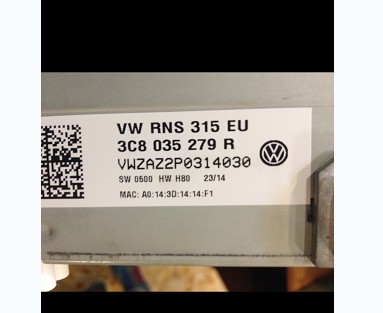 VW RNS 315 EU
3C8 035 279 R
VWZAZ2P0314030
SW 0500 HW H80 23/14
MAC: A0:14:3D:14:14:F1